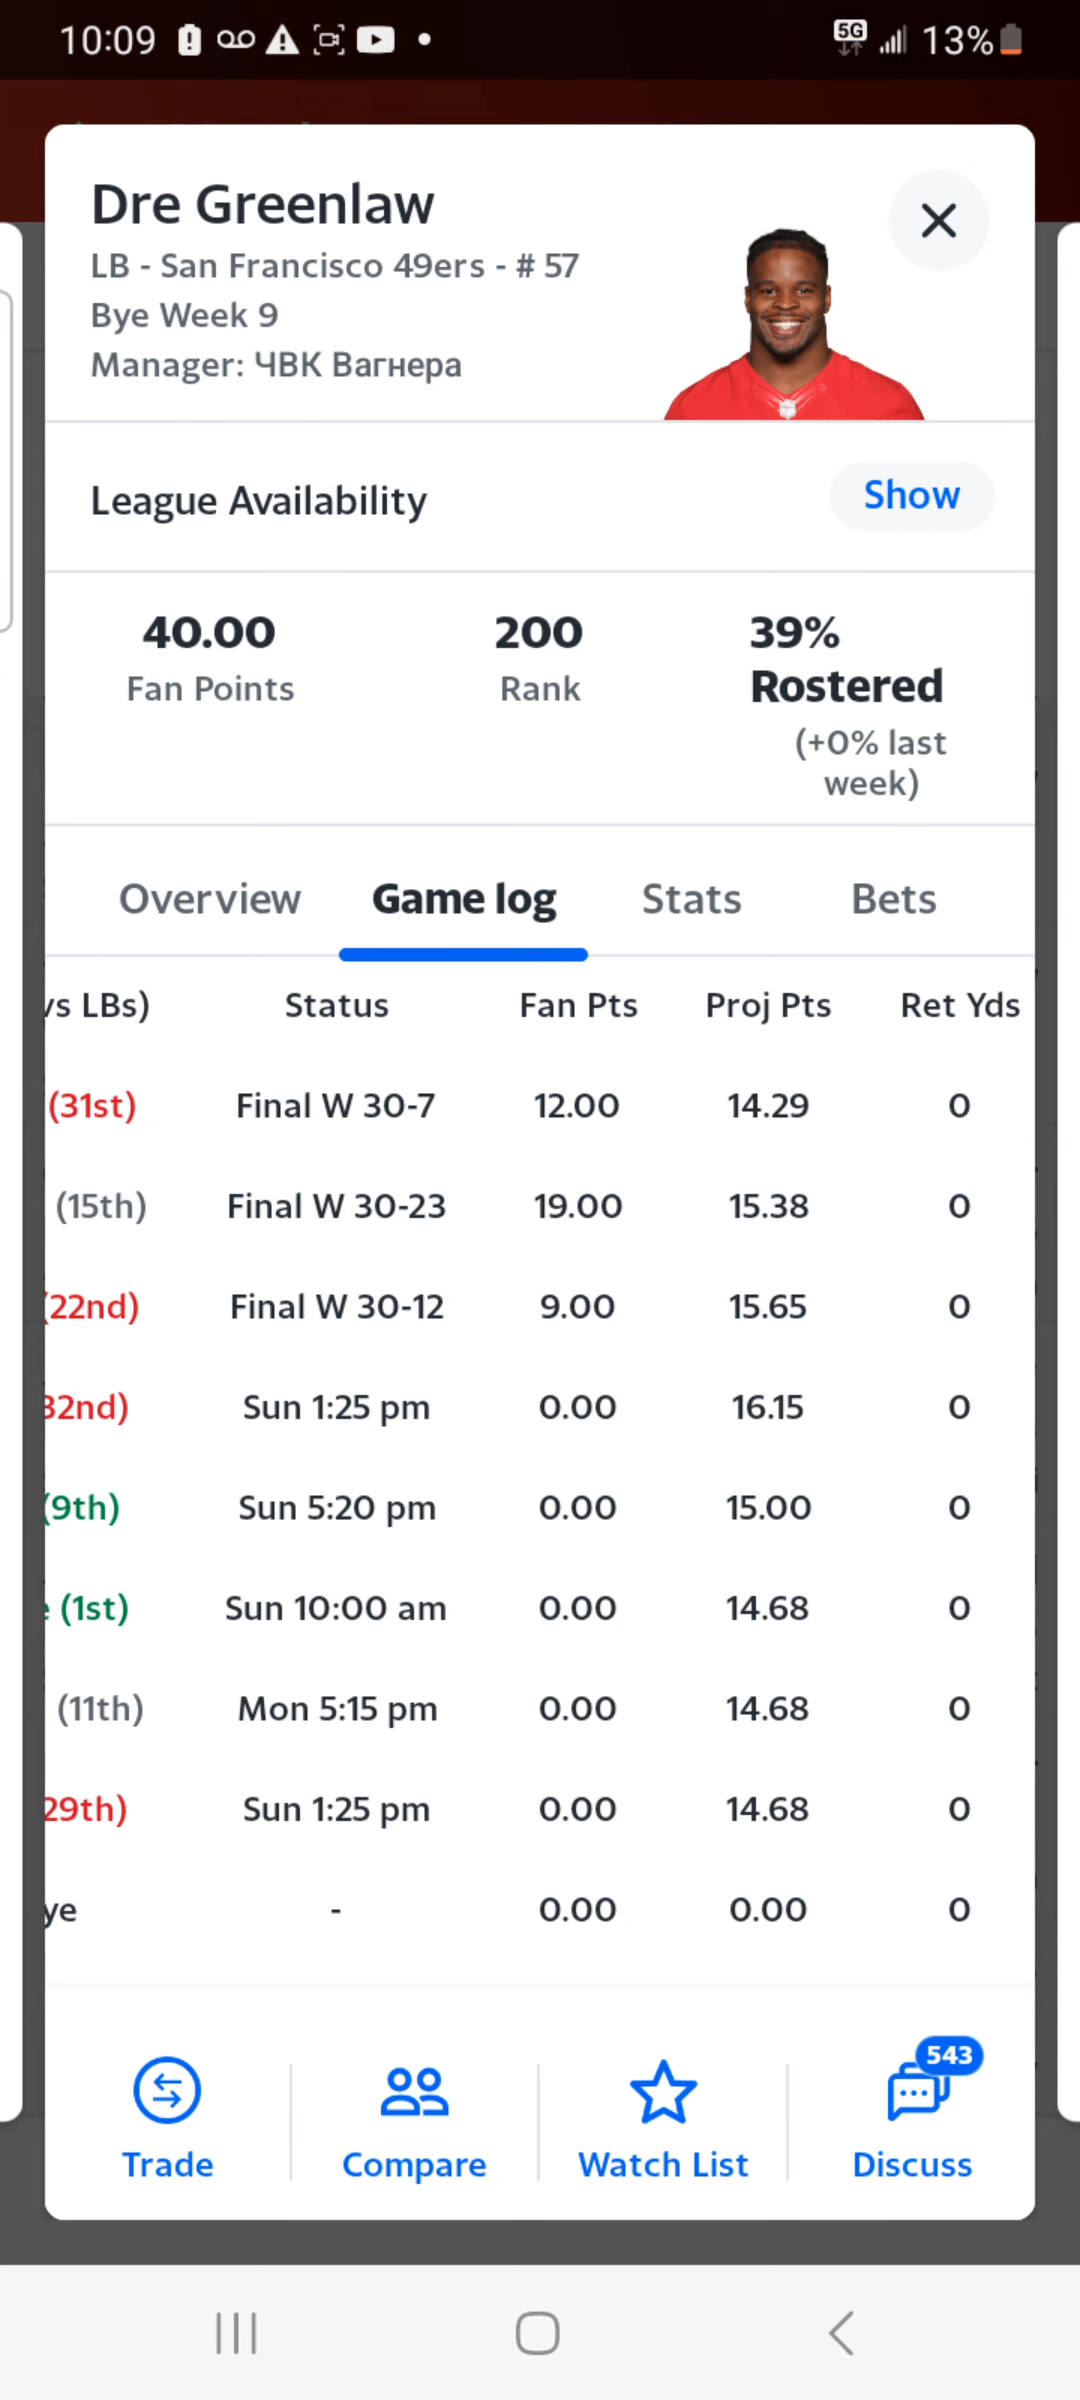 10:09
5G 13%
Dre Greenlaw
LB - San Francisco 49ers - # 57
Bye Week 9
Manager: ЧВК Вагнера
League Availability Show
40.00 200 39%
Fan Points Rank Rostered
(+0% last
week)
Overview Game log Stats Bets
vs LBs) Status Fan Pts Proj Pts Ret Yds
(31st) Final W 30-7 12.00 14.29 0
(15th) Final W 30-23 19.00 15.38 0
(22nd) Final W 30-12 9.00 15.65 0
32nd) Sun 1:25 pm 0.00 16.15 0
(9th) Sun 5:20 pm 0.00 15.00 0
e (1st) Sun 10:00 am 0.00 14.68 0
(11th) Mon 5:15 pm 0.00 14.68 0
29th) Sun 1:25 pm 0.00 14.68 0
ye - 0.00 0.00 0
543
Trade Compare Watch List Discuss